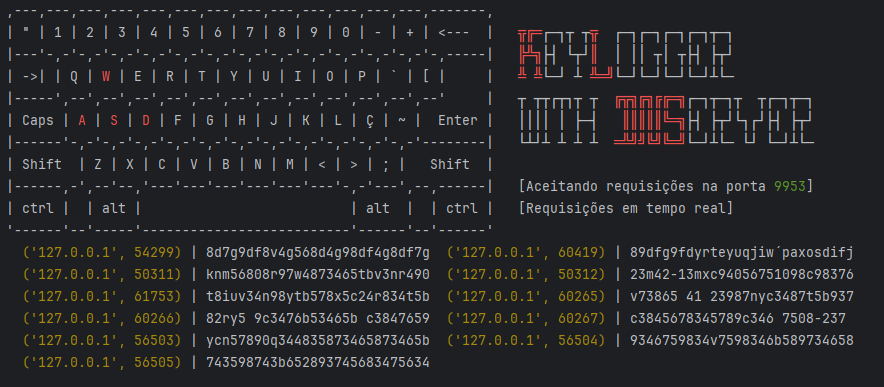 " 1 2 3 4 5 6 7 8 9 0 - + <---
->| Q W E R T Y U I O P ` [
Caps A S D F G H J K L Ç ~ Enter
Shift Z X C V B N M < > ; Shift
ctrl alt alt ctrl
KeyLogger
with DNServer
[Aceitando requisições na porta 9953]
[Requisições em tempo real]
('127.0.0.1', 54299) | 8d7g9df8v4g568d4g98df4g8df7g ('127.0.0.1', 60419) | 89dfg9fdyrteyuqjiw´paxosdifj
('127.0.0.1', 50311) | knm56808r97w4873465tbv3nr490 ('127.0.0.1', 50312) | 23m42-13mxc94056751098c98376
('127.0.0.1', 61753) | t8iuv34n98ytb578x5c24r834t5b ('127.0.0.1', 60265) | v73865 41 23987nyc3487t5b937
('127.0.0.1', 60266) | 82ry5 9c3476b53465b c3847659 ('127.0.0.1', 60267) | c3845678345789c346 7508-237
('127.0.0.1', 56503) | ycn57890q344835873465873465b ('127.0.0.1', 56504) | 9346759834v7598346b589734658
('127.0.0.1', 56505) | 743598743b652893745683475634